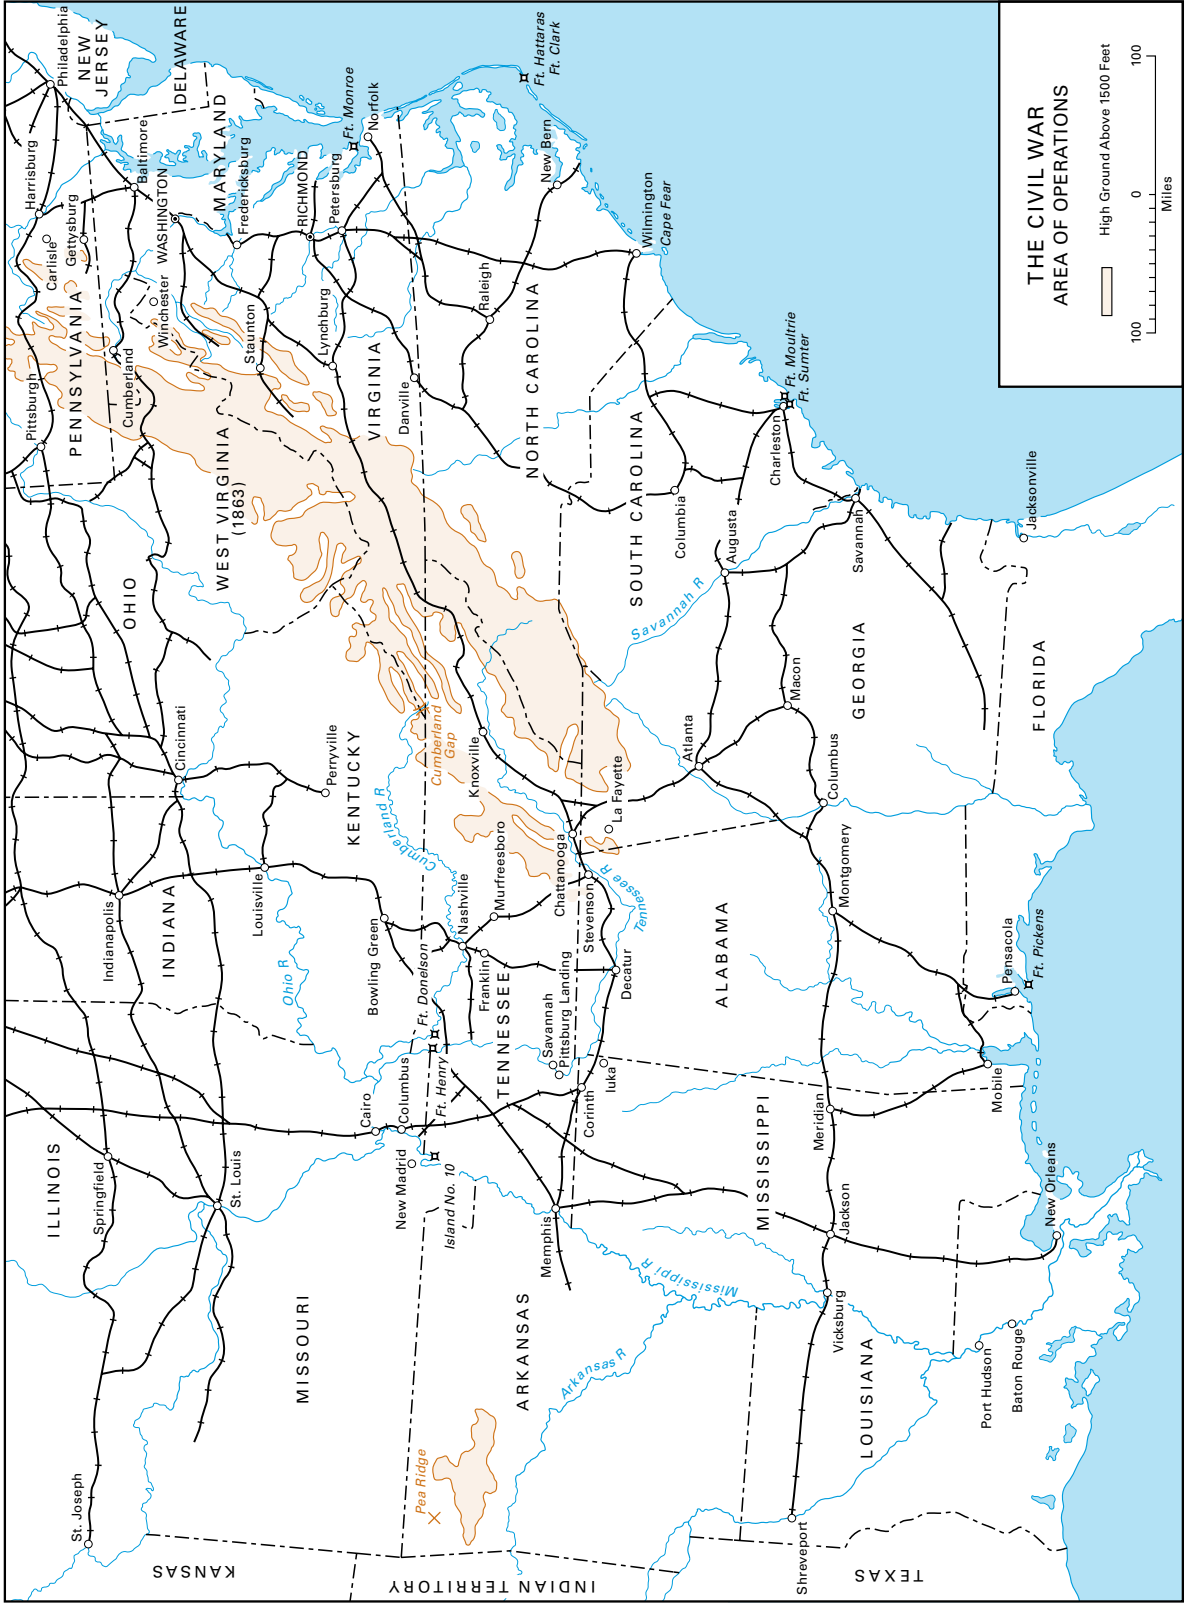 THE CIVIL WAR
AREA OF OPERATIONS
High Ground Above 1500 Feet
100
0
100
Miles
Philadelphia
NEW
JERSEY
DELAWARE
Harrisburg
Carlisle
Gettysburg
Baltimore
WASHINGTON
MARYLAND
PENNSYLVANIA
Pittsburgh
Cumberland
Winchester
Fredericksburg
RICHMOND
Petersburg
Ft. Monroe
Norfolk
Ft. Hattaras
Ft. Clark
New Bern
Wilmington
Cape Fear
Staunton
Lynchburg
VIRGINIA
Danville
Raleigh
NORTH CAROLINA
WEST VIRGINIA
(1863)
OHIO
SOUTH CAROLINA
Columbia
Charleston
Ft. Moultrie
Ft. Sumter
Augusta
Savannah R
Savannah
Jacksonville
Cincinnati
Perryville
KENTUCKY
Cumberland R
Cumberland
Gap
Knoxville
La Fayette
Atlanta
Macon
GEORGIA
FLORIDA
Columbus
Indianapolis
INDIANA
Louisville
Ohio R
Bowling Green
Nashville
Murfreesboro
Franklin
TENNESSEE
Chattanooga
Stevenson
Tennessee R
Decatur
ALABAMA
Montgomery
Pensacola
Ft. Pickens
Ft. Donelson
Ft. Henry
Savannah
Pittsburg Landing
Iuka
Corinth
Mobile
Meridian
MISSISSIPPI
ILLINOIS
Springfield
St. Louis
Cairo
Columbus
New Madrid
Island No. 10
Memphis
Jackson
New Orleans
MISSOURI
ARKANSAS
Arkansas R
Mississippi R
Vicksburg
LOUISIANA
Port Hudson
Baton Rouge
Pea Ridge
St. Joseph
KANSAS
INDIAN TERRITORY
Shreveport
TEXAS